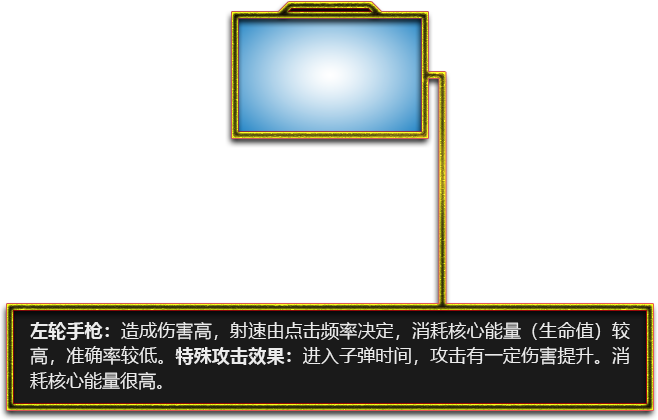 左轮手枪：造成伤害高，射速由点击频率决定，消耗核心能量（生命值）较
高，准确率较低。特殊攻击效果：进入子弹时间，攻击有一定伤害提升。消
耗核心能量很高。